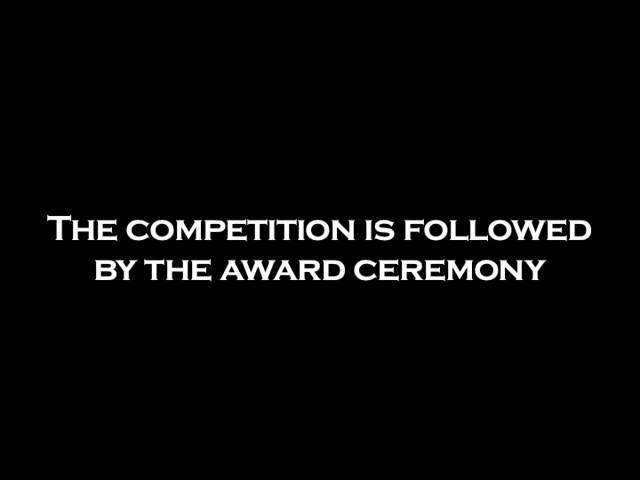 The competition is followed
by the award ceremony